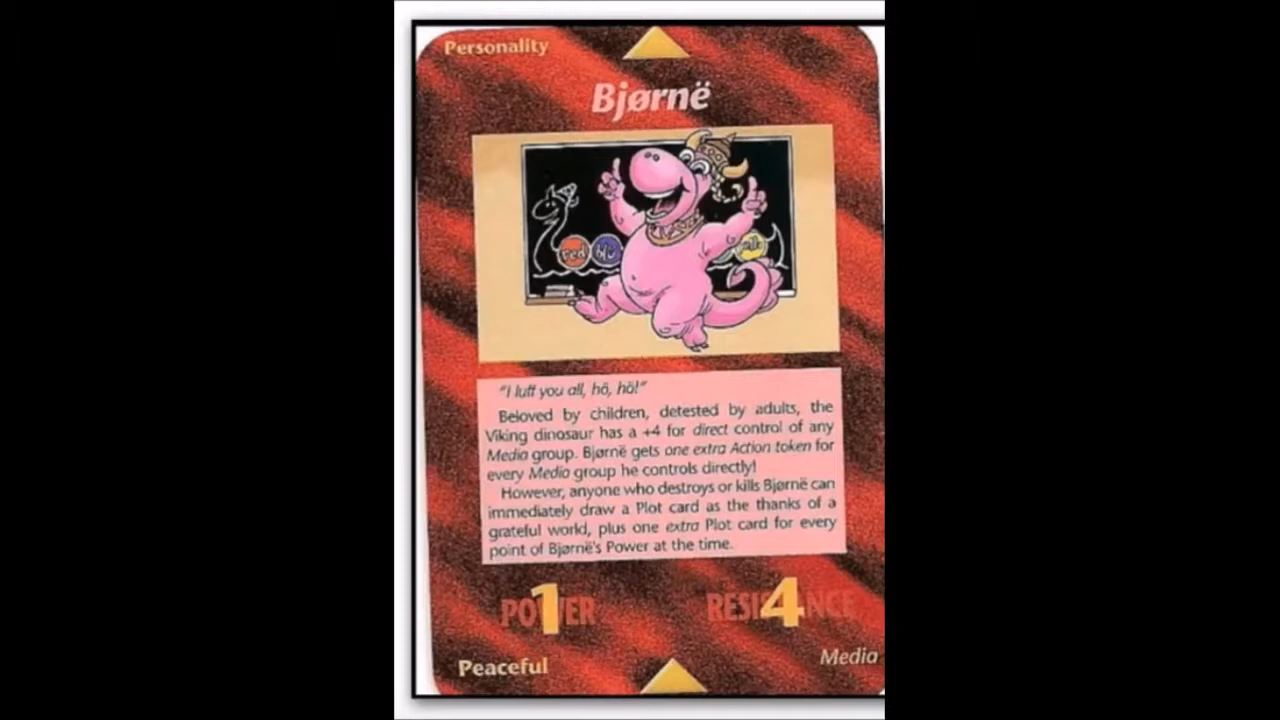 Personality
Bjørnë
red blu
"I luff you all, hö, hö!"
Beloved by children, detested by adults, the
Viking dinosaur has a +4 for direct control of any
Media group. Bjørnë gets one extra Action token for
every Media group he controls directly!
However, anyone who destroys or kills Bjørnë can
immediately draw a Plot card as the thanks of a
grateful world, plus one extra Plot card for every
point of Bjørnë's Power at the time.
POWER 1 RESISTANCE 4
Peaceful
Media